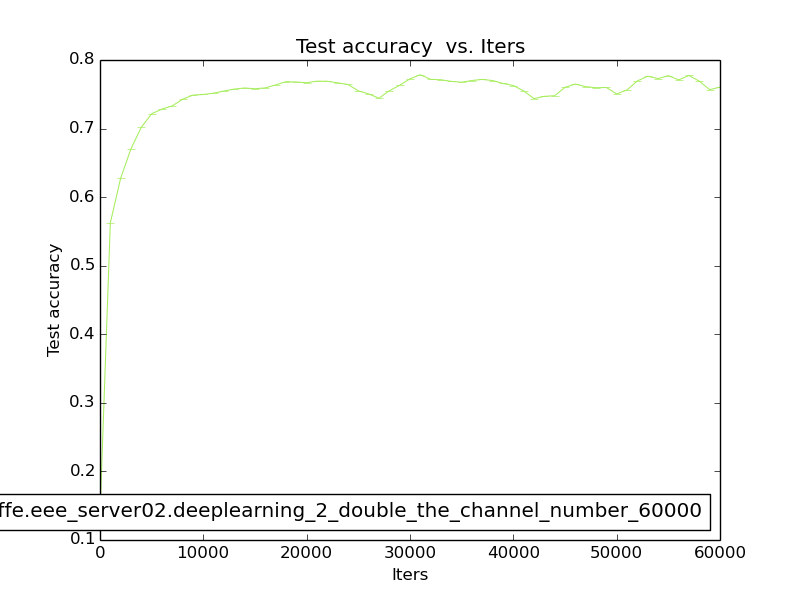 Test accuracy  vs. Iters
0.8
0.7
0.6
0.5
0.4
0.3
0.2
0.1
Test accuracy
ffe.eee_server02.deeplearning_2_double_the_channel_number_60000
0 10000 20000 30000 40000 50000 60000
Iters